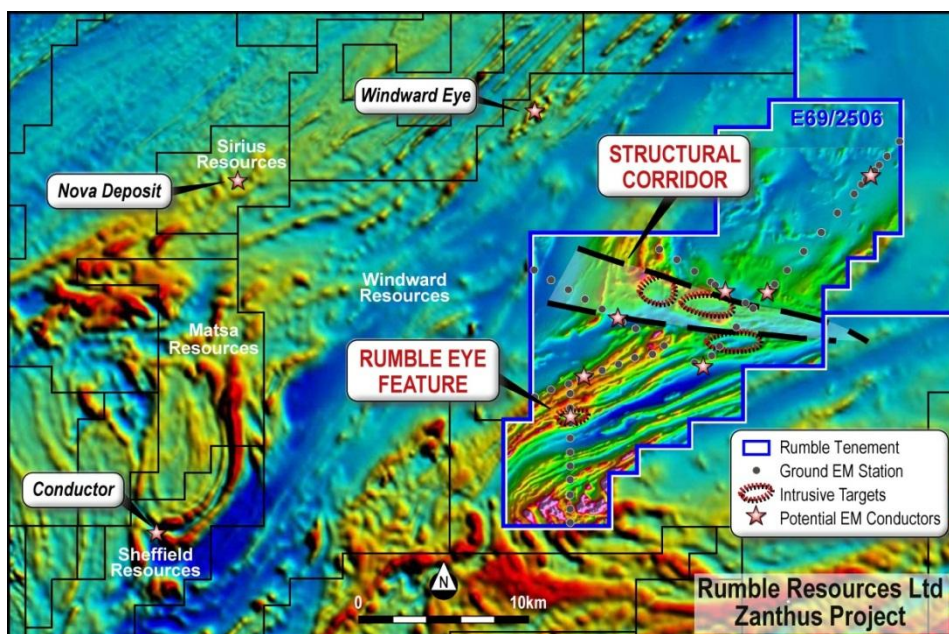 Windward Eye
E69/2506
Sirius
Resources
STRUCTURAL
CORRIDOR
Nova Deposit
Windward
Resources
Matsa
Resources
RUMBLE EYE
FEATURE
Rumble Tenement
Ground EM Station
Intrusive Targets
Potential EM Conductors
Conductor
Sheffield
Resources
N
0 10km
Rumble Resources Ltd
Zanthus Project